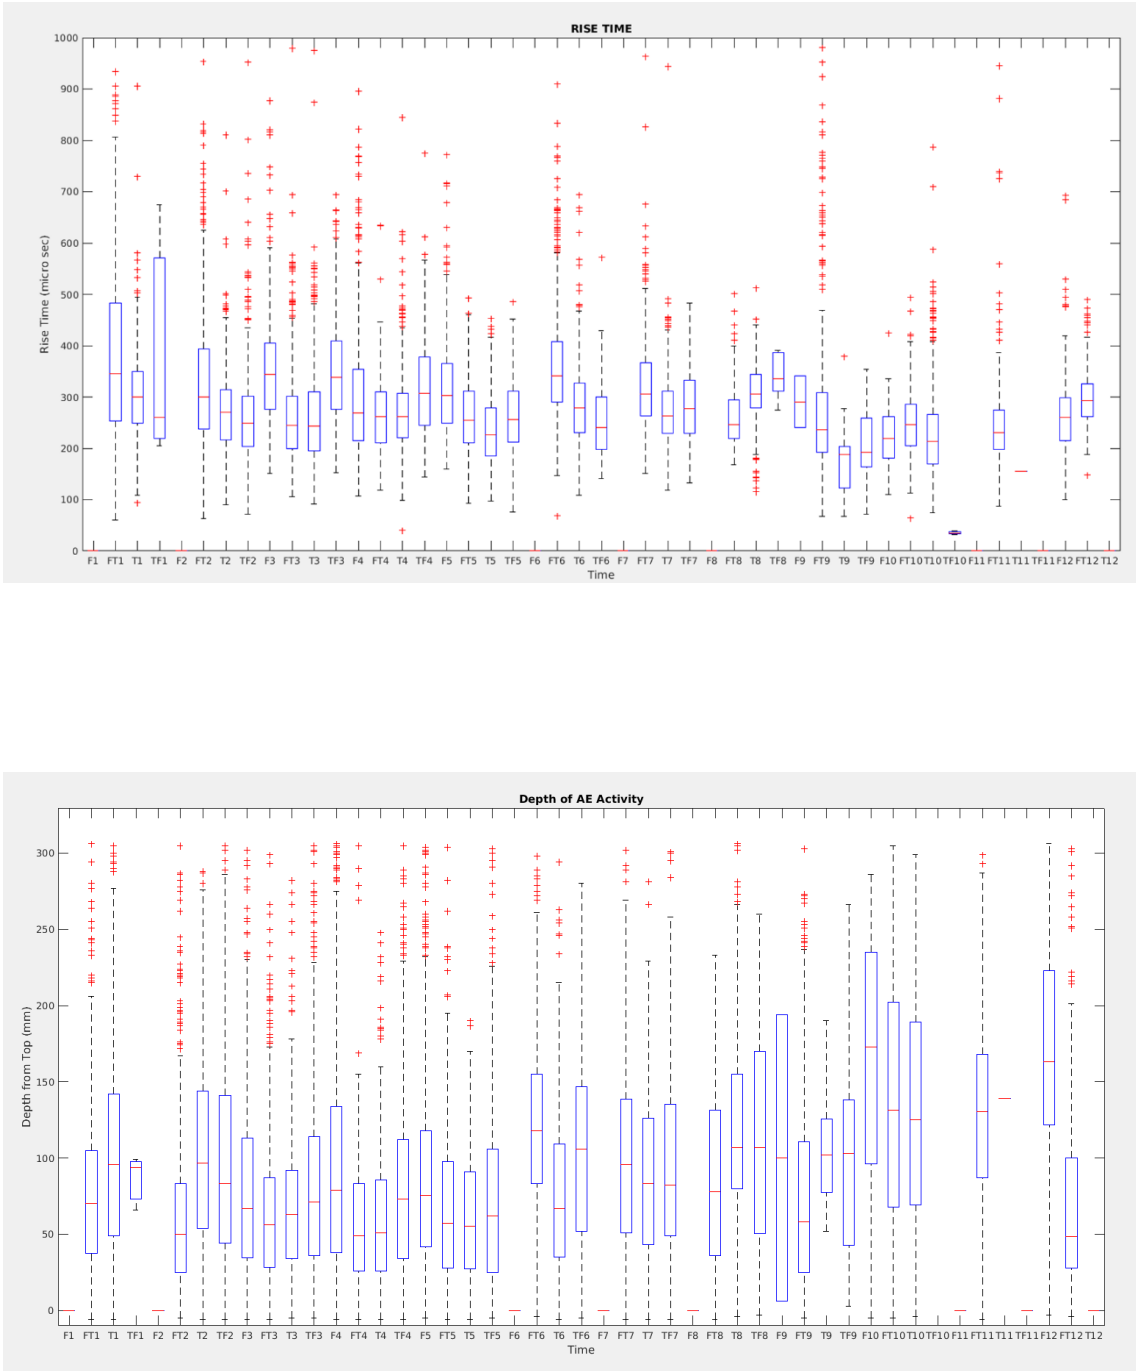 RISE TIME
1000
900
800
700
600
500
400
300
200
100
0
Rise Time (micro sec)
F1 FT1 T1 TF1 F2 FT2 T2 TF2 F3 FT3 T3 TF3 F4 FT4 T4 TF4 F5 FT5 T5 TF5 F6 FT6 T6 TF6 F7 FT7 T7 TF7 F8 FT8 T8 TF8 F9 FT9 T9 TF9 F10 FT10 T10 TF10 F11 FT11 T11 TF11 F12 FT12 T12
Time
Depth of AE Activity
300
250
200
150
100
50
0
Depth from Top (mm)
F1 FT1 T1 TF1 F2 FT2 T2 TF2 F3 FT3 T3 TF3 F4 FT4 T4 TF4 F5 FT5 T5 TF5 F6 FT6 T6 TF6 F7 FT7 T7 TF7 F8 FT8 T8 TF8 F9 FT9 T9 TF9 F10 FT10 T10 TF10 F11 FT11 T11 TF11 F12 FT12 T12
Time